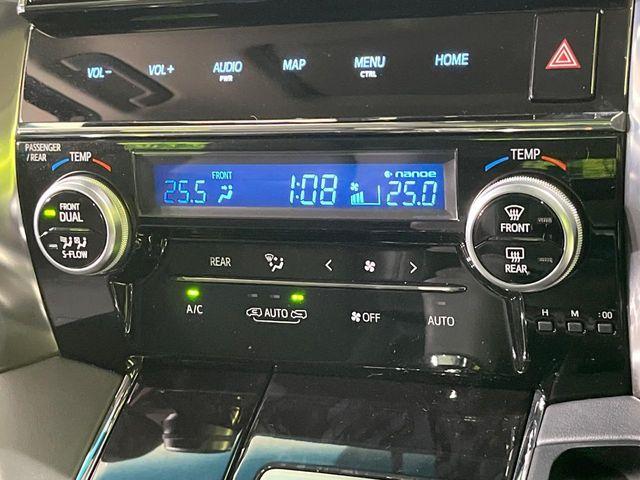 VOL- VOL+ AUDIO MAP MENU HOME
PWR CTRL
PASSENGER
/REAR TEMP TEMP
FRONT nanoe
25.5 1:08 25.0
FRONT
DUAL
S-FLOW
FRONT
REAR
REAR < >
A/C AUTO OFF AUTO
H M :00